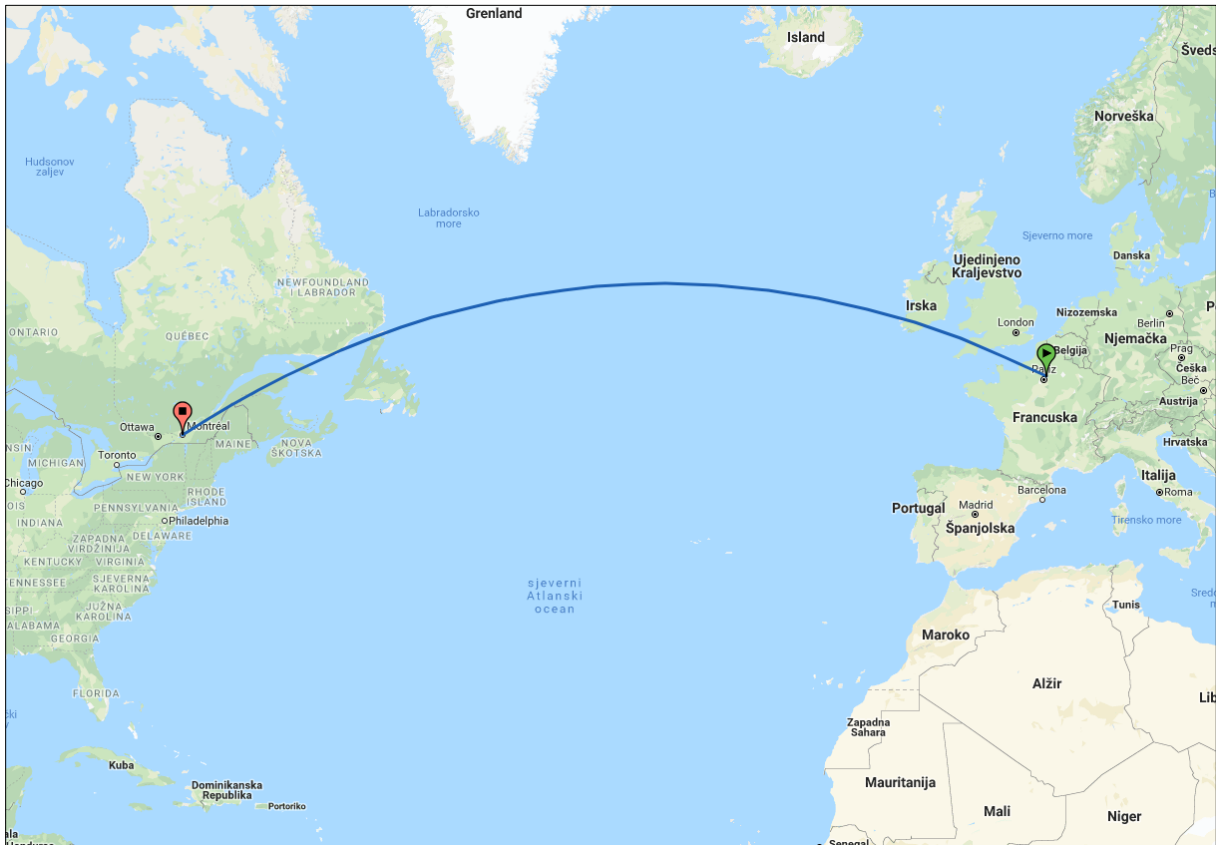 Grenland
Island
Šveds
Norveška
Hudsonov
zaljev
Labradorsko
more
Sjeverno more
Danska
Ujedinjeno
Kraljevstvo
NEWFOUNDLAND
I LABRADOR
Irska
Nizozemska
London
Berlin
ONTARIO
QUÉBEC
Njemačka
Belgija
Prag
Češka
Beč
Austrija
Francuska
Ottawa
Montréal
MAINE
NOVA
ŠKOTSKA
Hrvatska
Toronto
MICHIGAN
NEW YORK
Chicago
RHODE
ISLAND
Italija
Roma
Barcelona
Madrid
Portugal
Španjolska
PENNSYLVANIA
Philadelphia
INDIANA
Tirensko more
ZAPADNA
VIRDŽINIJA
DELAWARE
KENTUCKY
VIRGINIA
ENNESSEE
SJEVERNA
KAROLINA
sjeverni
Atlanski
ocean
Tunis
JUŽNA
KAROLINA
ALABAMA
GEORGIA
Maroko
Alžir
FLORIDA
Lib
Zapadna
Sahara
Kuba
Mauritanija
Dominikanska
Republika
Portoriko
Mali
Niger
Senegal